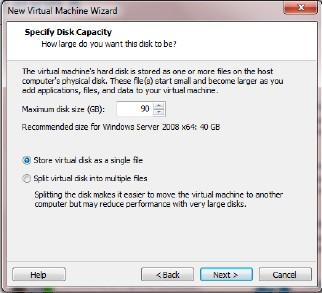 New Virtual Machine Wizard
Specify Disk Capacity
How large do you want this disk to be?
The virtual machine's hard disk is stored as one or more files on the host
computer's physical disk. These file(s) start small and become larger as you
add applications, files, and data to your virtual machine.
Maximum disk size (GB): 90
Recommended size for Windows Server 2008 x64: 40 GB
Store virtual disk as a single file
Split virtual disk into multiple files
Splitting the disk makes it easier to move the virtual machine to another
computer but may reduce performance with very large disks.
Help < Back Next > Cancel